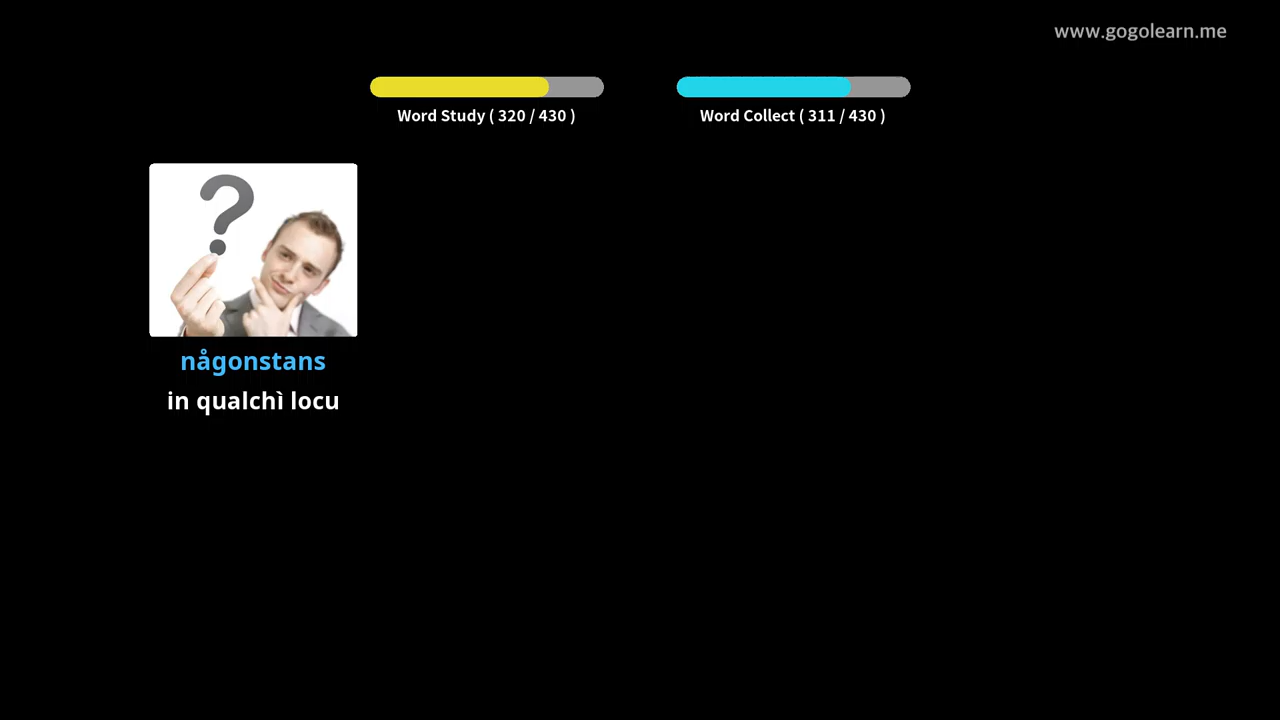 www.gogolearn.me
Word Study ( 320 / 430 )
Word Collect ( 311 / 430 )
?
någonstans
in qualchì locu